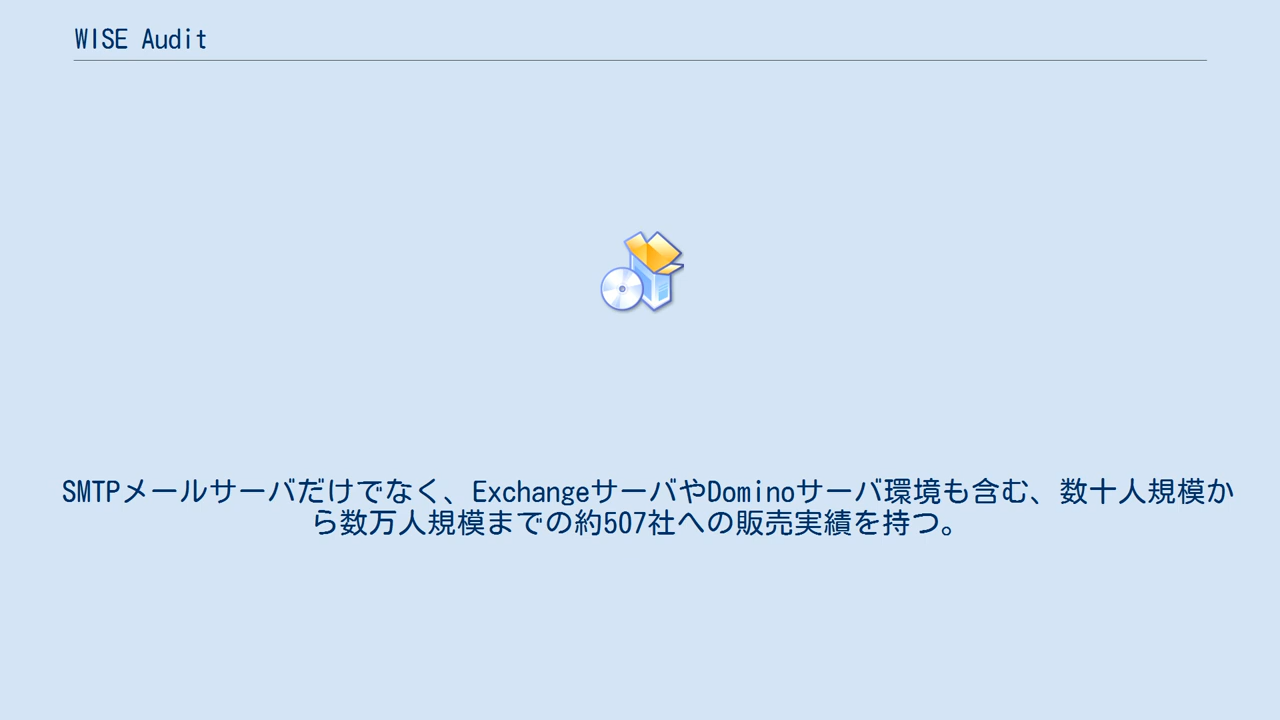 WISE Audit
SMTPメールサーバだけでなく、ExchangeサーバやDominoサーバ環境も含む、数十人規模か
ら数万人規模までの約507社への販売実績を持つ。